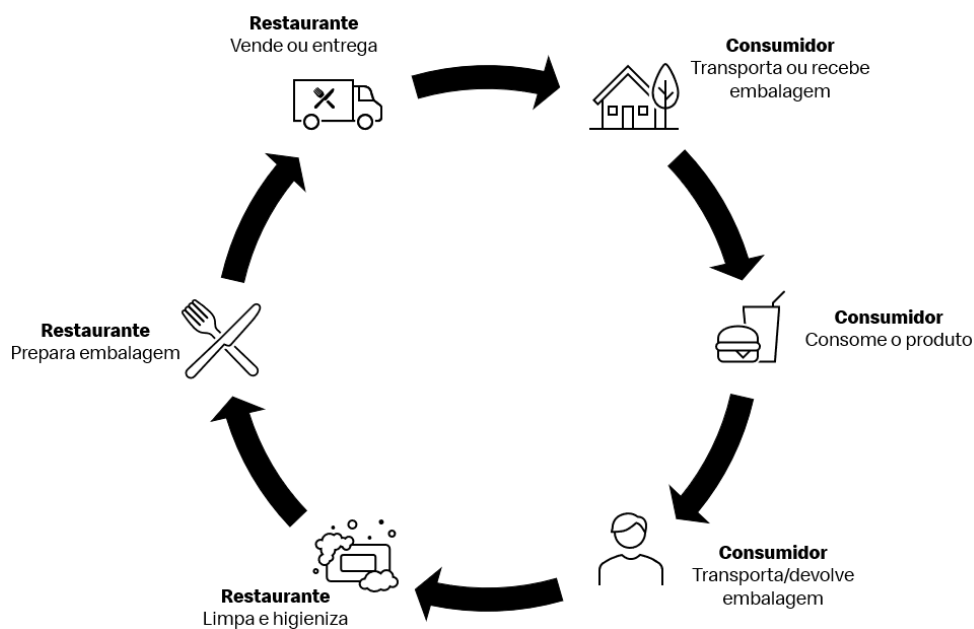 Restaurante
Vende ou entrega
Consumidor
Transporta ou recebe
embalagem
Consumidor
Consome o produto
Consumidor
Transporta/devolve
embalagem
Restaurante
Limpa e higieniza
Restaurante
Prepara embalagem